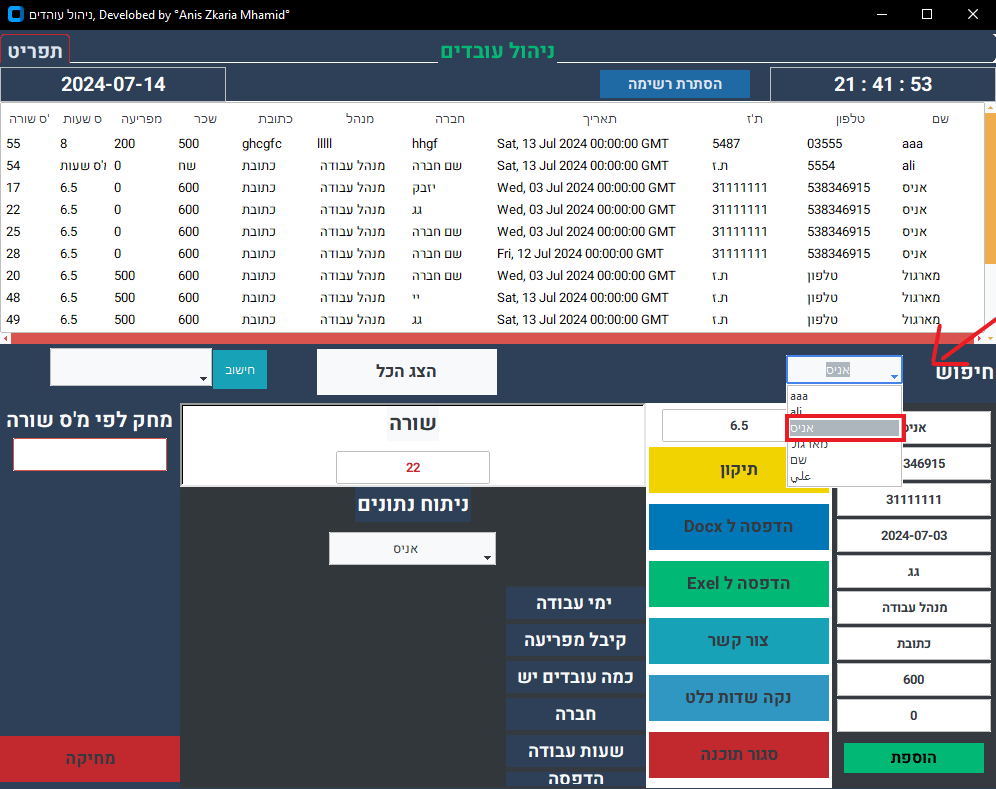 ניהול עוהדים, Develobed by °Anis Zkaria Mhamid°
תפריט
ניהול עובדים
2024-07-14
הסתרת רשימה
21 : 41 : 53
שם טלפון ת'ז תאריך חברה מנהל כתובת שכר מפריעה ס שעות 'ס שורה
55 8 200 500 ghcgfc lllll hhgf Sat, 13 Jul 2024 00:00:00 GMT 5487 03555 aaa
54 מ'ס שעות 0 שח כתובת מנהל עבודה שם חברה Sat, 13 Jul 2024 00:00:00 GMT ת.ז 5554 ali
17 6.5 0 600 כתובת מנהל עבודה יזבק Wed, 03 Jul 2024 00:00:00 GMT 31111111 538346915 אניס
22 6.5 0 600 כתובת מנהל עבודה גג Wed, 03 Jul 2024 00:00:00 GMT 31111111 538346915 אניס
25 6.5 0 600 כתובת מנהל עבודה שם חברה Wed, 03 Jul 2024 00:00:00 GMT 31111111 538346915 אניס
28 6.5 0 600 כתובת מנהל עבודה שם חברה Fri, 12 Jul 2024 00:00:00 GMT 31111111 538346915 אניס
20 6.5 500 600 כתובת מנהל עבודה שם חברה Wed, 03 Jul 2024 00:00:00 GMT ת.ז טלפון מארגול
48 6.5 500 600 כתובת מנהל עבודה יי Sat, 13 Jul 2024 00:00:00 GMT ת.ז טלפון מארגול
49 6.5 500 600 כתובת מנהל עבודה גג Sat, 13 Jul 2024 00:00:00 GMT ת.ז טלפון מארגול
חיפוש
אניס
הצג הכל
חישוב
aaa
ali
אניס
מארגול
שם
علي
אניס
346915
31111111
2024-07-03
גג
מנהל עבודה
כתובת
600
0
הוספת
6.5
תיקון
הדפסה ל Docx
הדפסה ל Exel
צור קשר
נקה שדות כלט
סגור תוכנה
שורה
22
ניתוח נתונים
אניס
ימי עבודה
קיבל מפריעה
כמה עובדים יש
חברה
שעות עבודה
הדפסה
מחק לפי מ'ס שורה
מחיקה